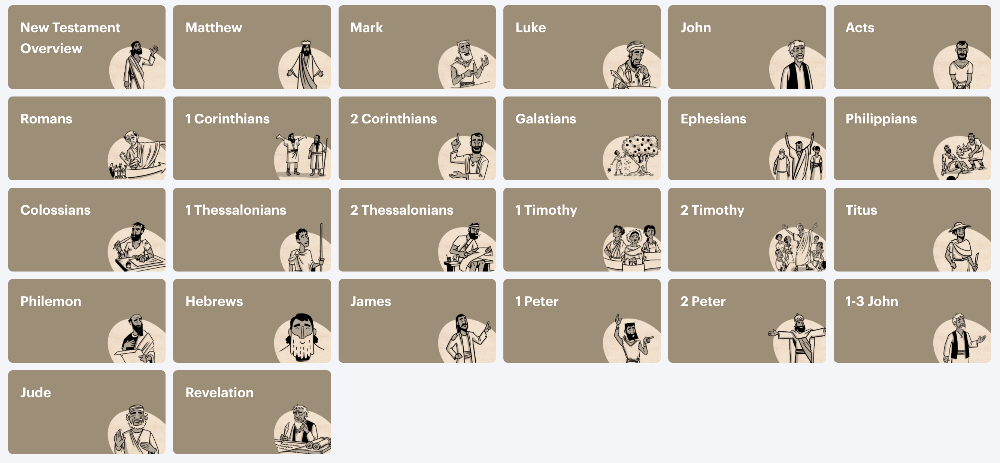 New Testament
Overview
Matthew
Mark
Luke
John
Acts
Romans
1 Corinthians
2 Corinthians
Galatians
Ephesians
Philippians
Colossians
1 Thessalonians
2 Thessalonians
1 Timothy
2 Timothy
Titus
Philemon
Hebrews
James
1 Peter
2 Peter
1-3 John
Jude
Revelation